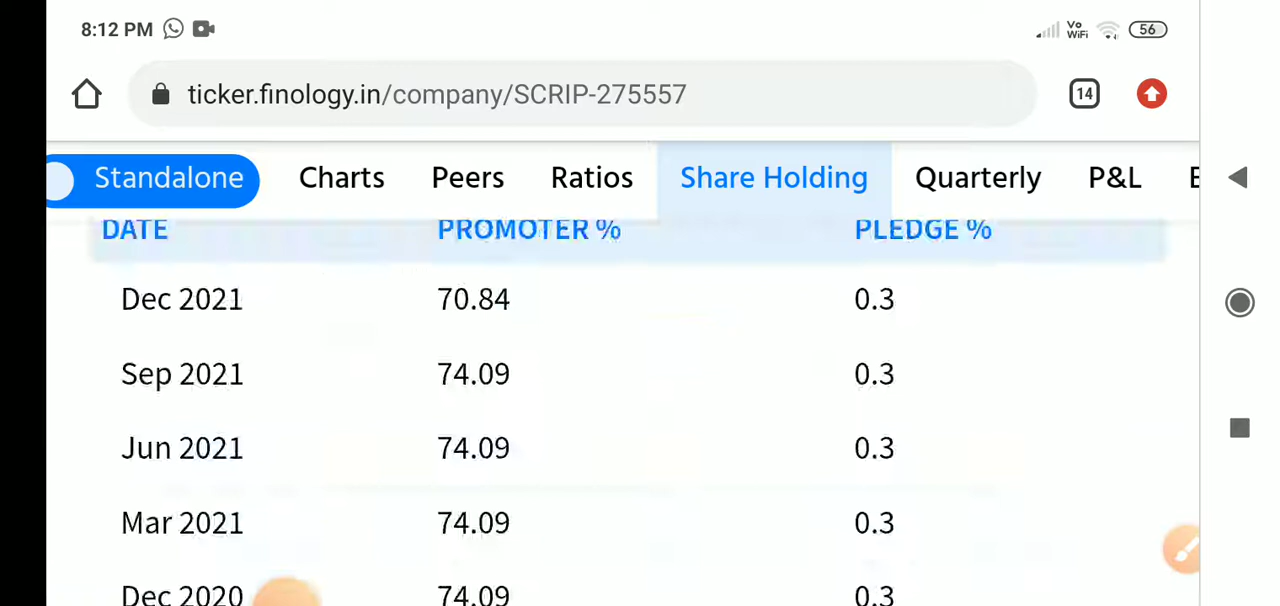 8:12 PM Vo WiFi 56
ticker.finology.in/company/SCRIP-275557 14
Standalone Charts Peers Ratios Share Holding Quarterly P&L
DATE PROMOTER % PLEDGE %
Dec 2021 70.84 0.3
Sep 2021 74.09 0.3
Jun 2021 74.09 0.3
Mar 2021 74.09 0.3
Dec 2020 74.09 0.3